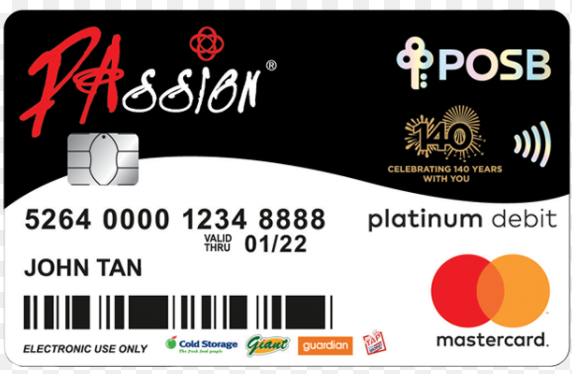 PAssion®
POSB
140
CELEBRATING 140 YEARS
WITH YOU
5264 0000 1234 8888
platinum debit
VALID
THRU 01/22
JOHN TAN
mastercard.
ELECTRONIC USE ONLY
Cold Storage
The fresh food people
Giant
guardian